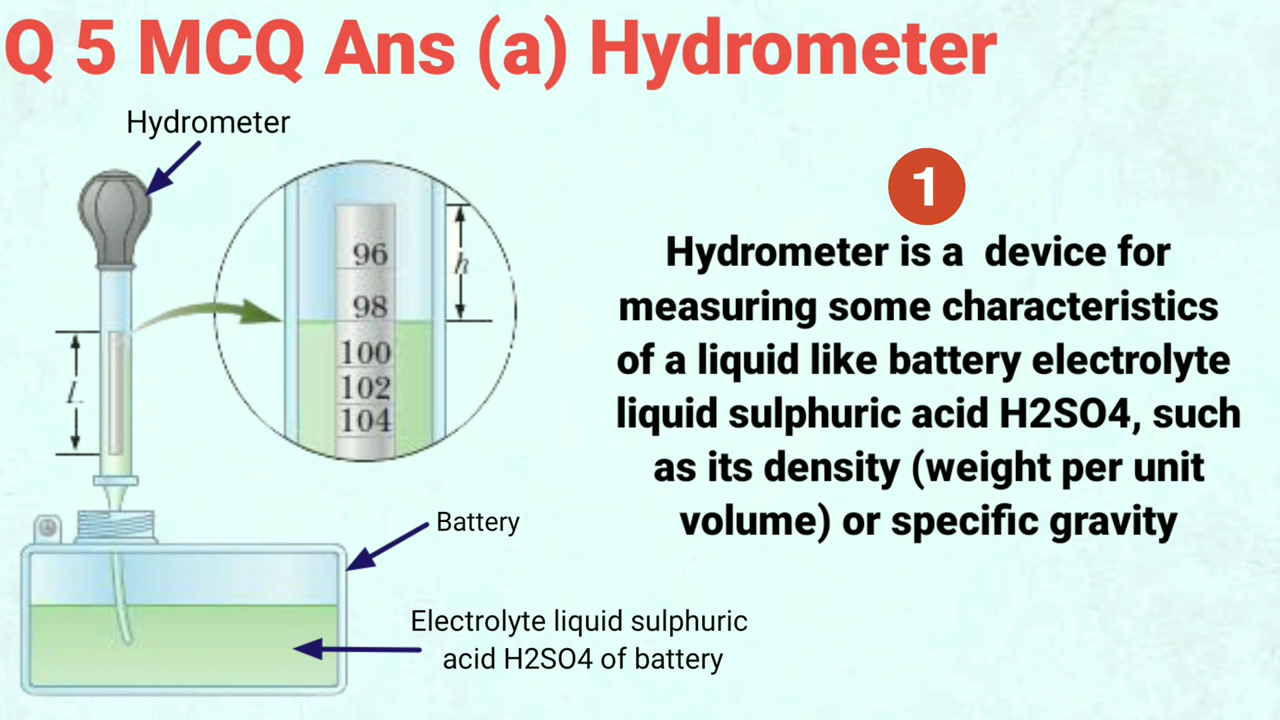 Q 5 MCQ Ans (a) Hydrometer
Hydrometer
96
98
100
102
104
h
L
Battery
Electrolyte liquid sulphuric
acid H2SO4 of battery
1
Hydrometer is a device for
measuring some characteristics
of a liquid like battery electrolyte
liquid sulphuric acid H2SO4, such
as its density (weight per unit
volume) or specific gravity